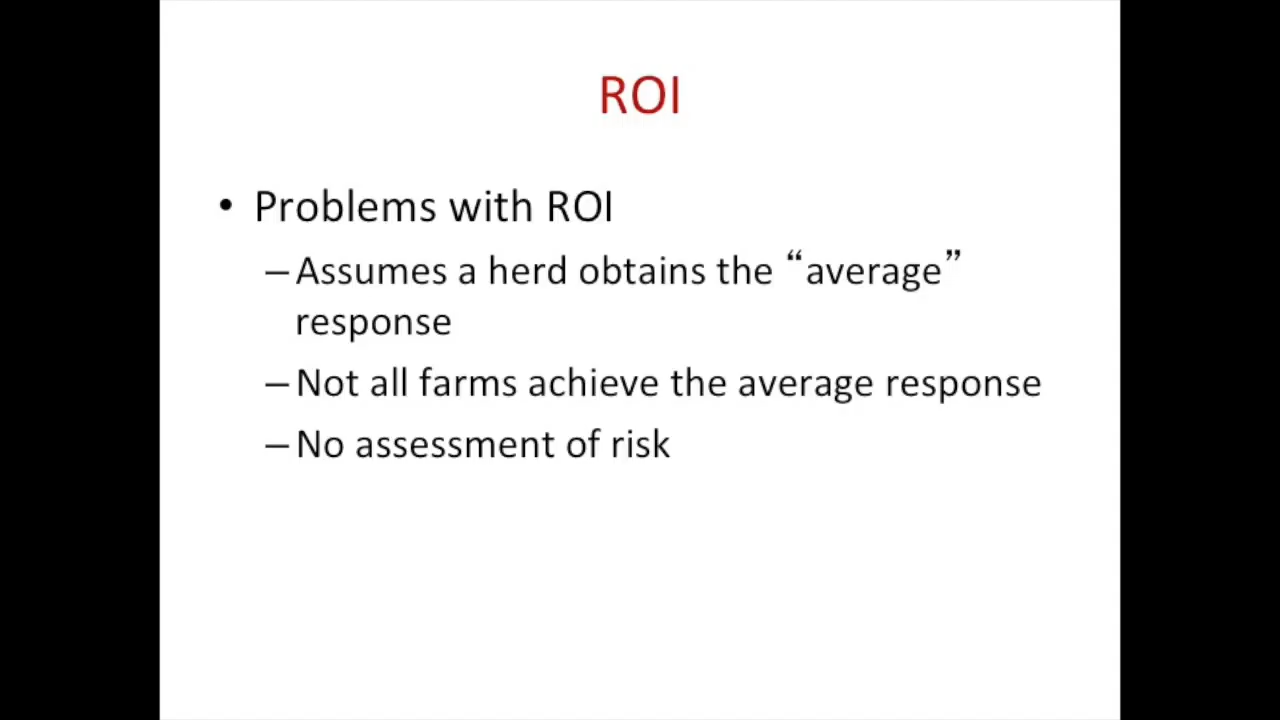 ROI
• Problems with ROI
– Assumes a herd obtains the “average”
response
– Not all farms achieve the average response
– No assessment of risk